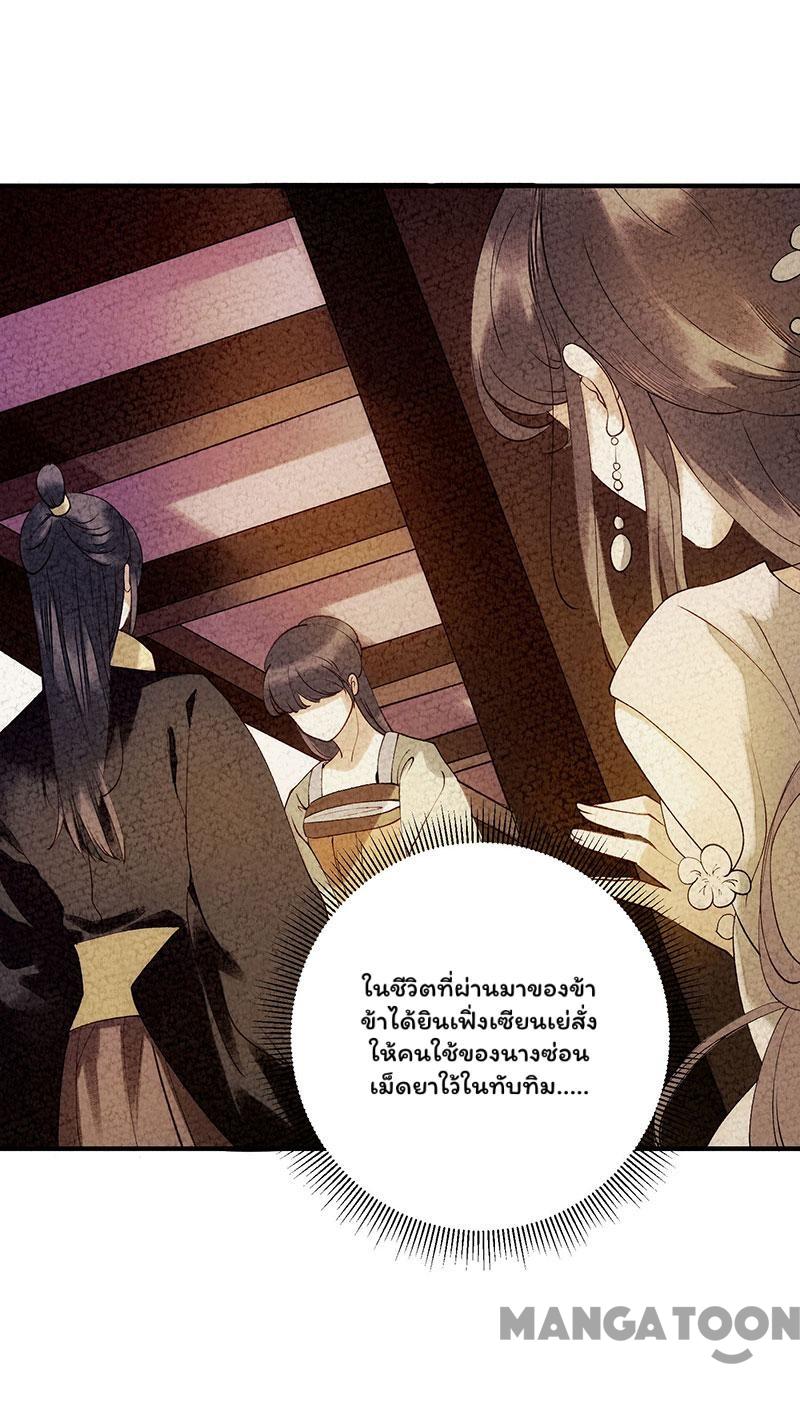 ในชีวิตที่ผ่านมาของข้า
ข้าได้ยินเฟิ่งเซียนเย่สั่ง
ให้คนใช้ของนางซ่อน
เม็ดยาใว้ในทับทิม.....
MANGATOON